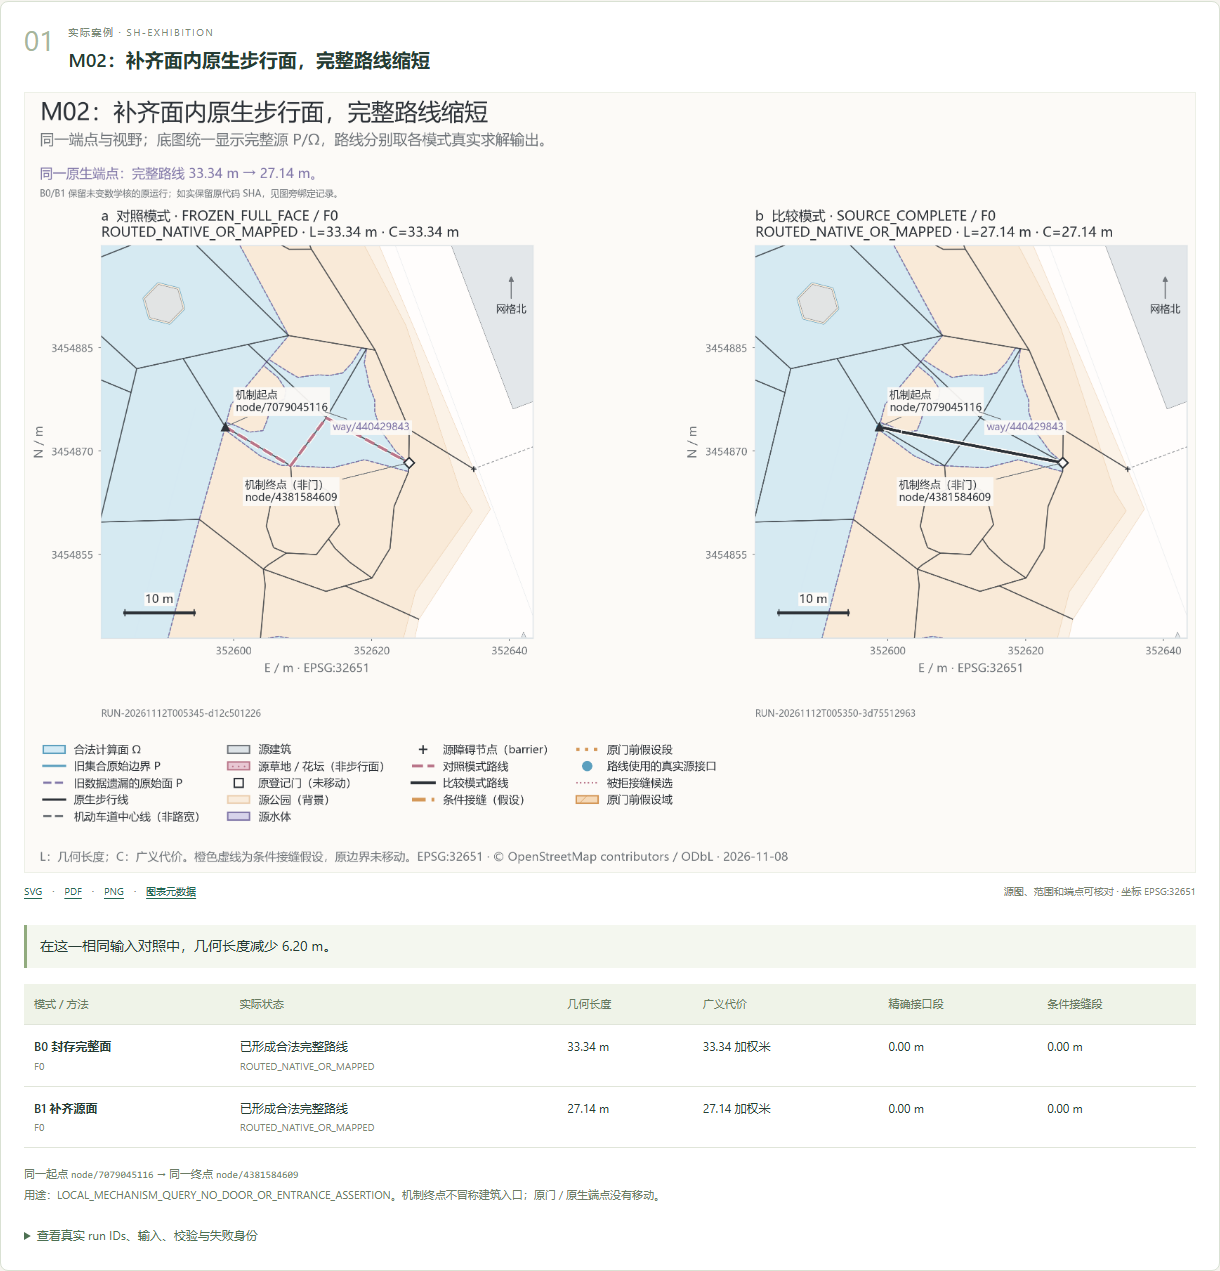 01
实际案例 · SH-EXHIBITION
M02：补齐面内原生步行面，完整路线缩短
M02：补齐面内原生步行面，完整路线缩短
同一端点与视野；底图统一显示完整源 P/Ω，路线分别取各模式真实求解输出。
同一原生端点：完整路线 33.34 m → 27.14 m。
B0/B1 保留未变数学核的原运行；如实保留原代码 SHA，见图旁绑定记录。
a 对照模式 · FROZEN_FULL_FACE / F0
ROUTED_NATIVE_OR_MAPPED · L=33.34 m · C=33.34 m
网格北
3454885
3454870
3454855
N / m
机制起点
node/7079045116
way/440429843
机制终点（非门）
node/4381584609
10 m
352600
352620
352640
E / m · EPSG:32651
RUN-20261112T005345-d12c501226
b 比较模式 · SOURCE_COMPLETE / F0
ROUTED_NATIVE_OR_MAPPED · L=27.14 m · C=27.14 m
网格北
3454885
3454870
3454855
N / m
机制起点
node/7079045116
way/440429843
机制终点（非门）
node/4381584609
10 m
352600
352620
352640
E / m · EPSG:32651
RUN-20261112T005350-3d75512963
合法计算面 Ω
旧集合原始边界 P
旧数据遗漏的原始面 P
原生步行线
机动车道中心线（非路宽）
源建筑
源草地 / 花坛（非步行面）
原登记门（未移动）
源公园（背景）
源水体
源障碍节点（barrier）
对照模式路线
比较模式路线
条件接缝（假设）
原门前假设段
路线使用的真实源接口
被拒接缝候选
原门前假设域
L：几何长度；C：广义代价。橙色虚线为条件接缝假设，原边界未移动。EPSG:32651 · © OpenStreetMap contributors / ODbL · 2026-11-08
SVG · PDF · PNG · 图表元数据
源图、范围和端点可核对 · 坐标 EPSG:32651
在这一相同输入对照中，几何长度减少 6.20 m。
模式 / 方法 实际状态 几何长度 广义代价 精确接口段 条件接缝段
B0 封存完整面 已形成合法完整路线 33.34 m 33.34 加权米 0.00 m 0.00 m
F0 ROUTED_NATIVE_OR_MAPPED
B1 补齐源面 已形成合法完整路线 27.14 m 27.14 加权米 0.00 m 0.00 m
F0 ROUTED_NATIVE_OR_MAPPED
同一起点 node/7079045116 → 同一终点 node/4381584609
用途：LOCAL_MECHANISM_QUERY_NO_DOOR_OR_ENTRANCE_ASSERTION。机制终点不冒称建筑入口；原门 / 原生端点没有移动。
▶ 查看真实 run IDs、输入、校验与失败身份